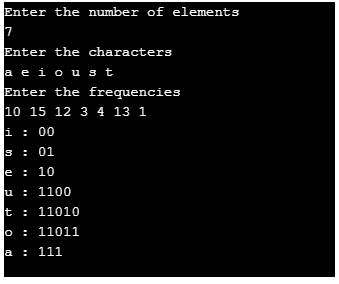 Enter the number of elements
7
Enter the characters
a e i o u s t
Enter the frequencies
10 15 12 3 4 13 1
i : 00
s : 01
e : 10
u : 1100
t : 11010
o : 11011
a : 111